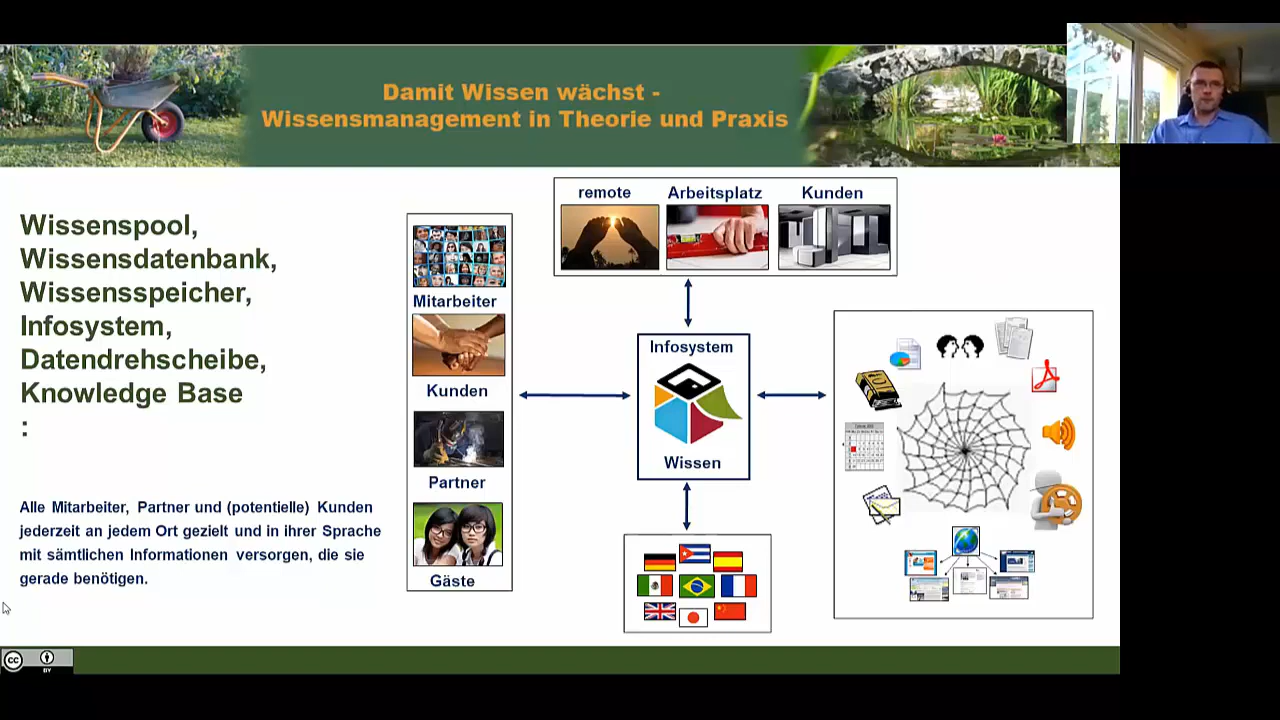 Damit Wissen wächst -
Wissensmanagement in Theorie und Praxis
Wissenspool,
Wissensdatenbank,
Wissensspeicher,
Infosystem,
Datendrehscheibe,
Knowledge Base
:
Alle Mitarbeiter, Partner und (potentielle) Kunden
jederzeit an jedem Ort gezielt und in ihrer Sprache
mit sämtlichen Informationen versorgen, die sie
gerade benötigen.
Mitarbeiter
Kunden
Partner
Gäste
remote Arbeitsplatz Kunden
Infosystem
Wissen
cc
BY